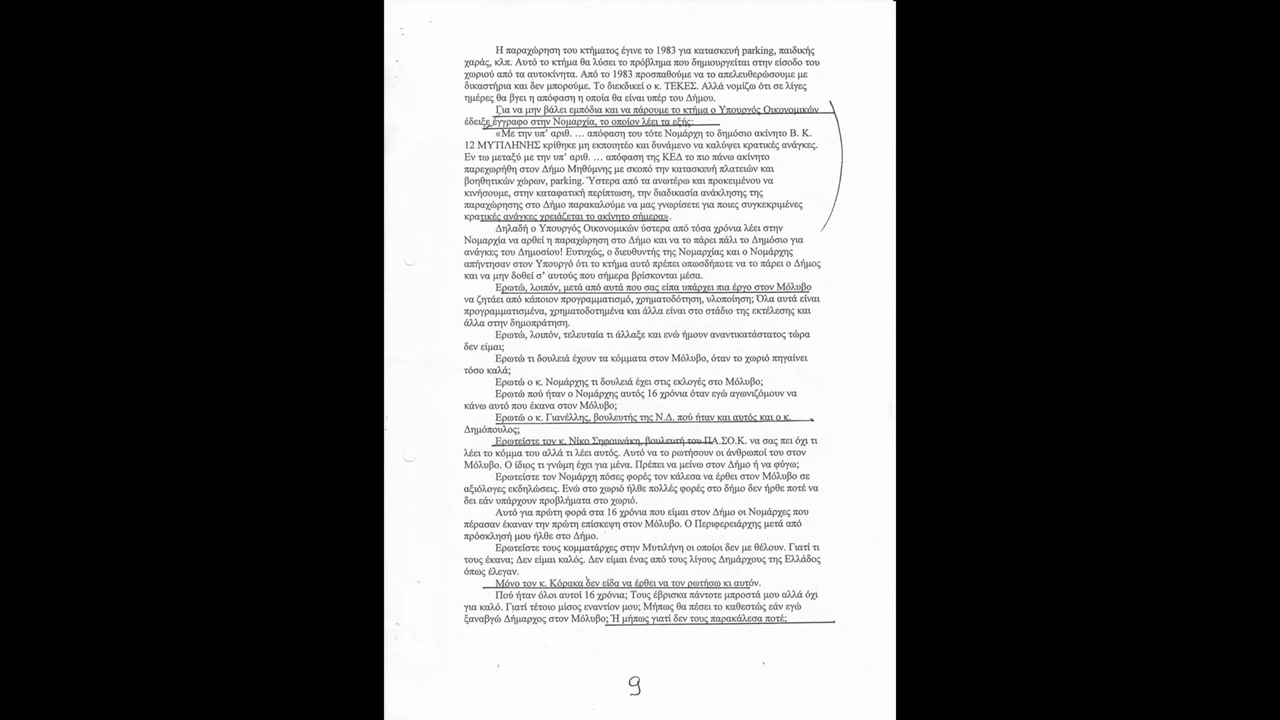 Η παραχώρηση του κτήματος έγινε το 1983 για κατασκευή parking, παιδικής
χαράς, κλπ. Αυτό το κτήμα θα λύσει το πρόβλημα που δημιουργείται στην είσοδο του
χωριού από τα αυτοκίνητα. Από το 1983 προσπαθούμε να το απελευθερώσουμε με
δικαστήρια και δεν μπορούμε. Το διεκδικεί ο κ. ΤΕΚΕΣ. Αλλά νομίζω ότι σε λίγες
ημέρες θα βγει η απόφαση η οποία θα είναι υπέρ του Δήμου.
Για να μην βάλει εμπόδια και να πάρουμε το κτήμα ο Υπουργός Οικονομικών
έδειξε έγγραφο στην Νομαρχία, το οποίον λέει τα εξής:
«Με την υπ’ αριθ. … απόφαση του τότε Νομάρχη το δημόσιο ακίνητο Β. Κ.
12 ΜΥΤΙΛΗΝΗΣ κρίθηκε μη εκποιητέο και δυνάμενο να καλύψει κρατικές ανάγκες.
Εν τω μεταξύ με την υπ’ αριθ. … απόφαση της ΚΕΔ το πιο πάνω ακίνητο
παρεχωρήθη στον Δήμο Μηθύμνης με σκοπό την κατασκευή πλατειών και
βοηθητικών χώρων, parking. Ύστερα από τα ανωτέρω και προκειμένου να
κινήσουμε, στην καταφατική περίπτωση, την διαδικασία ανάκλησης της
παραχώρησης στο Δήμο παρακαλούμε να μας γνωρίσετε για ποιες συγκεκριμένες
κρατικές ανάγκες χρειάζεται το ακίνητο σήμερα».
Δηλαδή ο Υπουργός Οικονομικών ύστερα από τόσα χρόνια λέει στην
Νομαρχία να αρθεί η παραχώρηση στο Δήμο και να το πάρει πάλι το Δημόσιο για
ανάγκες του Δημοσίου! Ευτυχώς, ο διευθυντής της Νομαρχίας και ο Νομάρχης
απήντησαν στον Υπουργό ότι το κτήμα αυτό πρέπει οπωσδήποτε να το πάρει ο Δήμος
και να μην δοθεί σ’ αυτούς που σήμερα βρίσκονται μέσα.
Ερωτώ, λοιπόν, μετά από αυτά που σας είπα υπάρχει πια έργο στον Μόλυβο
να ζητάει από κάποιον προγραμματισμό, χρηματοδότηση, υλοποίηση; Όλα αυτά είναι
προγραμματισμένα, χρηματοδοτημένα και άλλα είναι στο στάδιο της εκτέλεσης και
άλλα στην δημοπράτηση.
Ερωτώ, λοιπόν, τελευταία τι άλλαξε και ενώ ήμουν αναντικατάστατος τώρα
δεν είμαι;
Ερωτώ τι δουλειά έχουν τα κόμματα στον Μόλυβο, όταν το χωριό πηγαίνει
τόσο καλά;
Ερωτώ ο κ. Νομάρχης τι δουλειά έχει στις εκλογές στο Μόλυβο;
Ερωτώ πού ήταν ο Νομάρχης αυτός 16 χρόνια όταν εγώ αγωνιζόμουν να
κάνω αυτό που έκανα στον Μόλυβο;
Ερωτώ ο κ. Γιανέλλης, βουλευτής της Ν.Δ. πού ήταν και αυτός και ο κ.
Δημόπουλος;
Ερωτείστε τον κ. Νίκο Σηφουνάκη, βουλευτή του ΠΑ.ΣΟ.Κ. να σας πει όχι τι
λέει το κόμμα του αλλά τι λέει αυτός. Αυτό να το ρωτήσουν οι άνθρωποί του στον
Μόλυβο. Ο ίδιος τι γνώμη έχει για μένα. Πρέπει να μείνω στον Δήμο ή να φύγω;
Ερωτείστε τον Νομάρχη πόσες φορές τον κάλεσα να έρθει στον Μόλυβο σε
αξιόλογες εκδηλώσεις. Ενώ στο χωριό ήλθε πολλές φορές στο δήμο δεν ήρθε ποτέ να
δει εάν υπάρχουν προβλήματα στο χωριό.
Αυτό για πρώτη φορά στα 16 χρόνια που είμαι στον Δήμο οι Νομάρχες που
πέρασαν έκαναν την πρώτη επίσκεψη στον Μόλυβο. Ο Περιφερειάρχης μετά από
πρόσκλησή μου ήλθε στο Δήμο.
Ερωτείστε τους κομματάρχες στην Μυτιλήνη οι οποίοι δεν με θέλουν. Γιατί τι
τους έκανα; Δεν είμαι καλός. Δεν είμαι ένας από τους λίγους Δημάρχους της Ελλάδος
όπως έλεγαν.
Μόνο τον κ. Κόρακα δεν είδα να έρθει να τον ρωτήσω κι αυτόν.
Πού ήταν όλοι αυτοί 16 χρόνια; Τους έβρισκα πάντοτε μπροστά μου αλλά όχι
για καλό. Γιατί τέτοιο μίσος εναντίον μου; Μήπως θα πέσει το καθεστώς εάν εγώ
ξαναβγώ Δήμαρχος στον Μόλυβο; Ή μήπως γιατί δεν τους παρακάλεσα ποτέ;
9